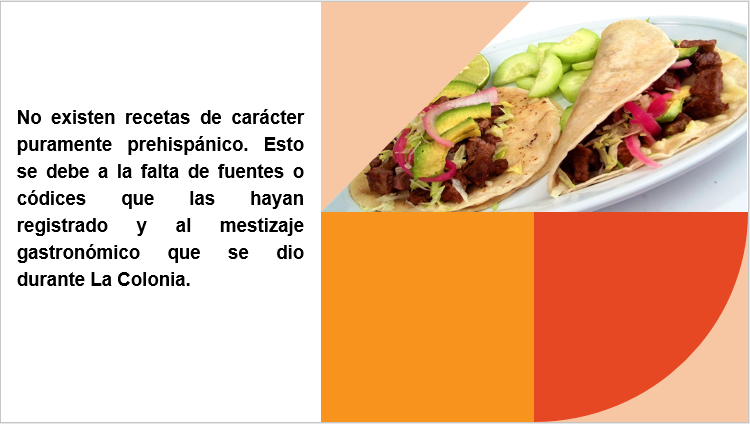 No existen recetas de carácter
puramente prehispánico. Esto
se debe a la falta de fuentes o
códices que las hayan
registrado y al mestizaje
gastronómico que se dio
durante La Colonia.